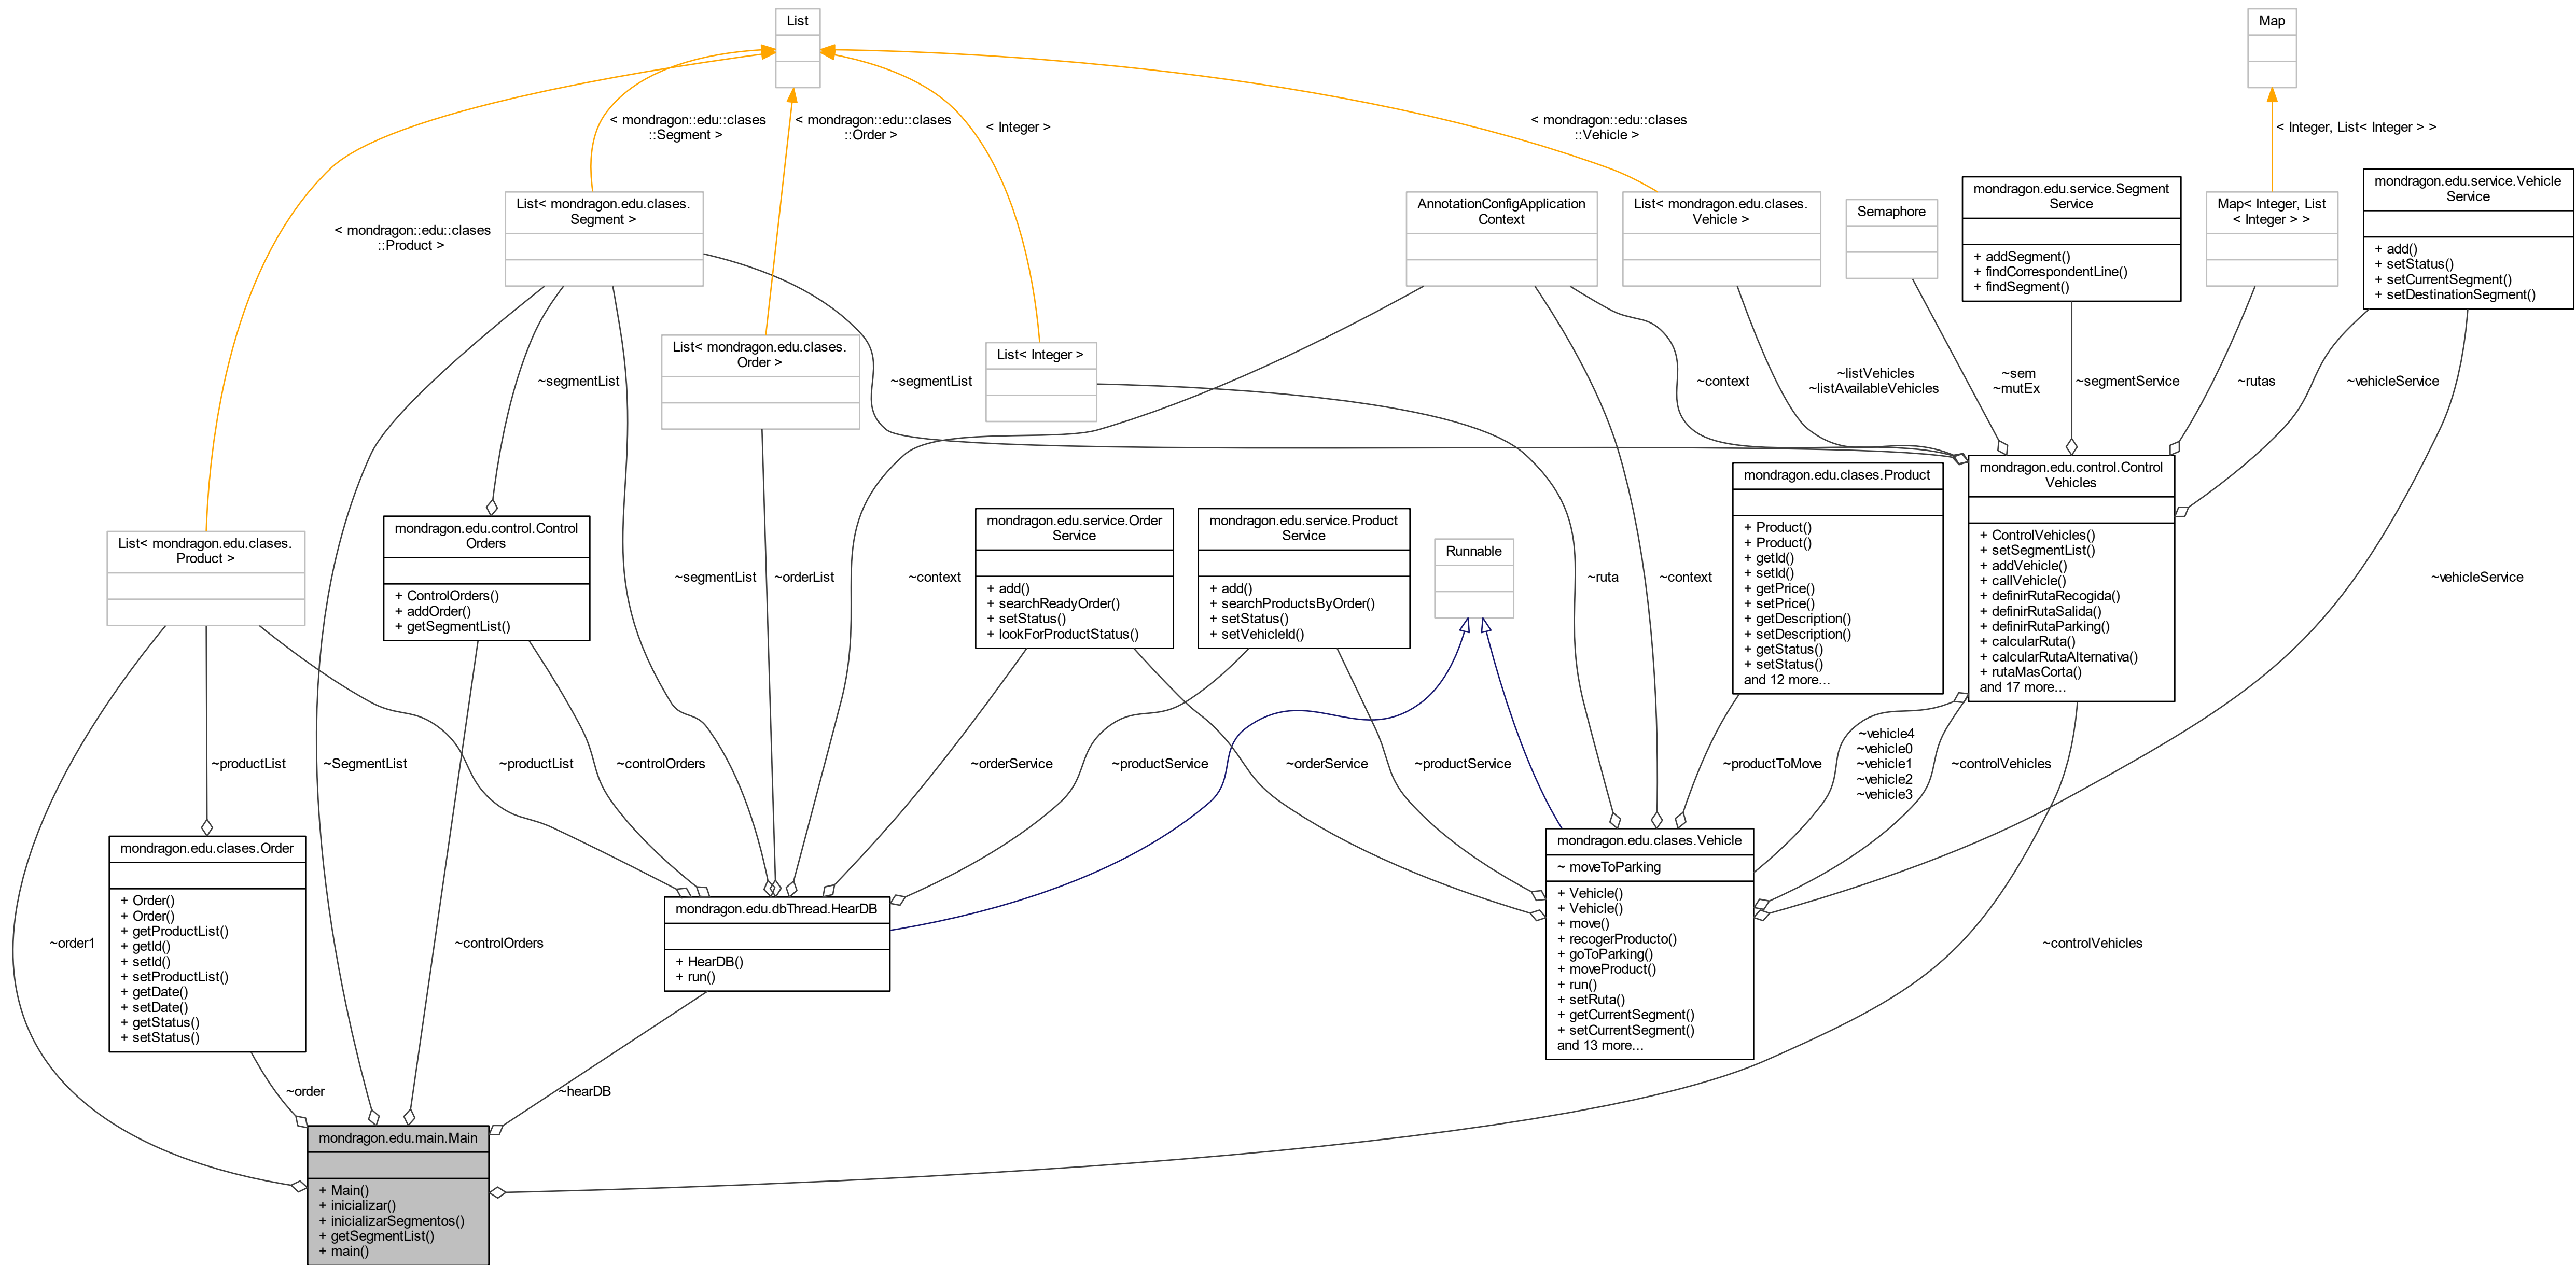 List
Map
< mondragon::edu::clases
::Segment >
< mondragon::edu::clases
::Order >
< Integer >
< mondragon::edu::clases
::Vehicle >
< Integer, List< Integer > >
< mondragon::edu::clases
::Product >
List< mondragon.edu.clases.
Segment >
AnnotationConfigApplication
Context
List< mondragon.edu.clases.
Vehicle >
Semaphore
mondragon.edu.service.Segment
Service
+ addSegment()
+ findCorrespondentLine()
+ findSegment()
Map< Integer, List
< Integer > >
mondragon.edu.service.Vehicle
Service
+ add()
+ setStatus()
+ setCurrentSegment()
+ setDestinationSegment()
List< mondragon.edu.clases.
Order >
List< Integer >
~segmentList
~segmentList
~context
~listVehicles
~listAvailableVehicles
~sem
~mutEx
~segmentService
~rutas
~vehicleService
List< mondragon.edu.clases.
Product >
mondragon.edu.control.Control
Orders
+ ControlOrders()
+ addOrder()
+ getSegmentList()
~segmentList
~orderList
~context
mondragon.edu.service.Order
Service
+ add()
+ searchReadyOrder()
+ setStatus()
+ lookForProductStatus()
mondragon.edu.service.Product
Service
+ add()
+ searchProductsByOrder()
+ setStatus()
+ setVehicleId()
Runnable
~ruta
~context
mondragon.edu.clases.Product
+ Product()
+ Product()
+ getId()
+ setId()
+ getPrice()
+ setPrice()
+ getDescription()
+ setDescription()
+ getStatus()
+ setStatus()
and 12 more...
mondragon.edu.control.Control
Vehicles
+ ControlVehicles()
+ setSegmentList()
+ addVehicle()
+ callVehicle()
+ definirRutaRecogida()
+ definirRutaSalida()
+ definirRutaParking()
+ calcularRuta()
+ calcularRutaAlternativa()
+ rutaMasCorta()
and 17 more...
~vehicleService
~productList
~SegmentList
~productList
~controlOrders
~orderService
~productService
~orderService
~productService
~productToMove
~vehicle4
~vehicle0
~vehicle1
~vehicle2
~vehicle3
~controlVehicles
mondragon.edu.clases.Order
+ Order()
+ Order()
+ getProductList()
+ getId()
+ setId()
+ setProductList()
+ getDate()
+ setDate()
+ getStatus()
+ setStatus()
~order1
~controlOrders
mondragon.edu.dbThread.HearDB
+ HearDB()
+ run()
mondragon.edu.clases.Vehicle
~ moveToParking
+ Vehicle()
+ Vehicle()
+ move()
+ recogerProducto()
+ goToParking()
+ moveProduct()
+ run()
+ setRuta()
+ getCurrentSegment()
+ setCurrentSegment()
and 13 more...
~controlVehicles
~order
~hearDB
mondragon.edu.main.Main
+ Main()
+ inicializar()
+ inicializarSegmentos()
+ getSegmentList()
+ main()